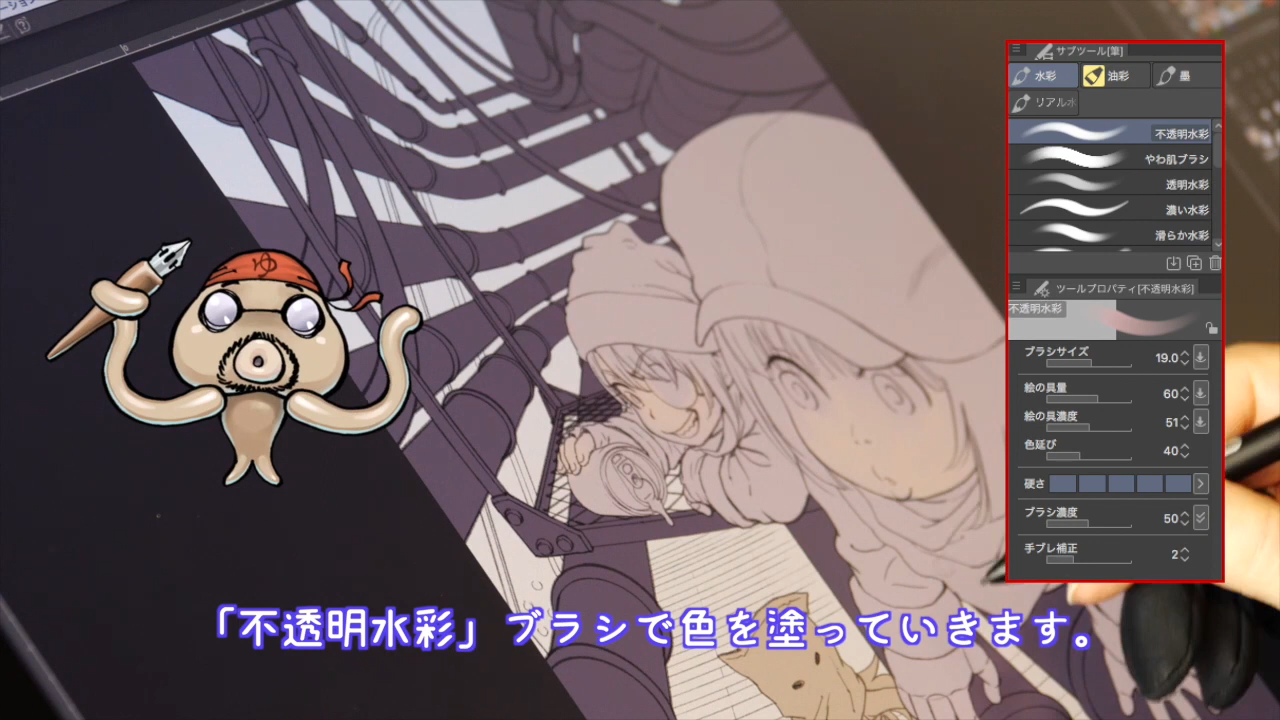 ーション
サブツール[筆]
水彩
油彩
墨
リアル水
不透明水彩
やわ肌ブラシ
透明水彩
濃い水彩
滑らか水彩
ツールプロパティ[不透明水彩]
不透明水彩
ブラシサイズ 19.0
絵の具量 60
絵の具濃度 51
色延び 40
硬さ
ブラシ濃度 50
手ブレ補正 2
ゆ
「不透明水彩」ブラシで色を塗っていきます。